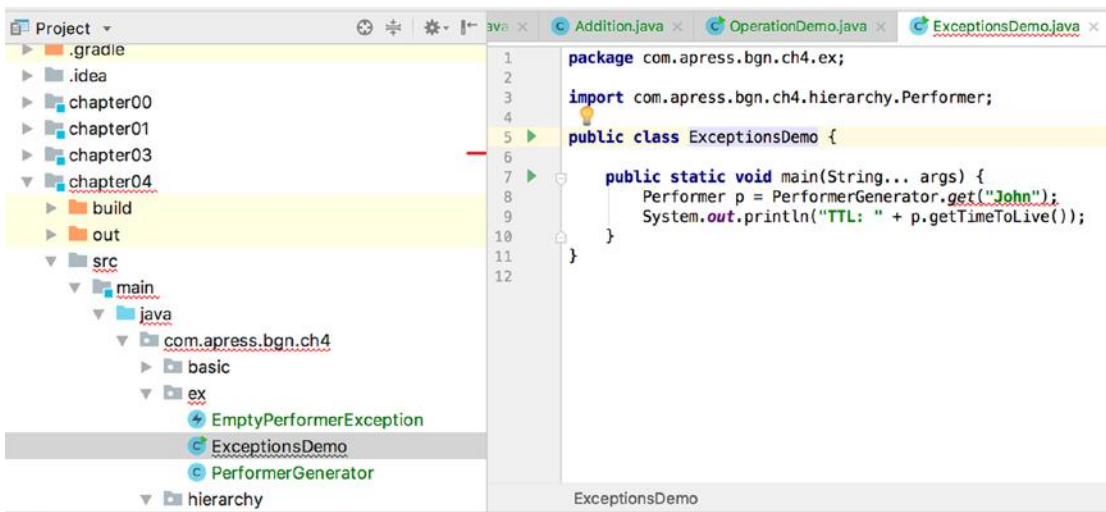 Project
ava
Addition.java
OperationDemo.java
ExceptionsDemo.java
.gradle
.idea
chapter00
chapter01
chapter03
chapter04
build
out
src
main
java
com.apress.bgn.ch4
basic
ex
EmptyPerformerException
ExceptionsDemo
PerformerGenerator
hierarchy
1 package com.apress.bgn.ch4.ex;
2
3 import com.apress.bgn.ch4.hierarchy.Performer;
4
5 public class ExceptionsDemo {
6
7 public static void main(String... args) {
8 Performer p = PerformerGenerator.get("John");
9 System.out.println("TTL: " + p.getTimeToLive());
10 }
11 }
12
ExceptionsDemo